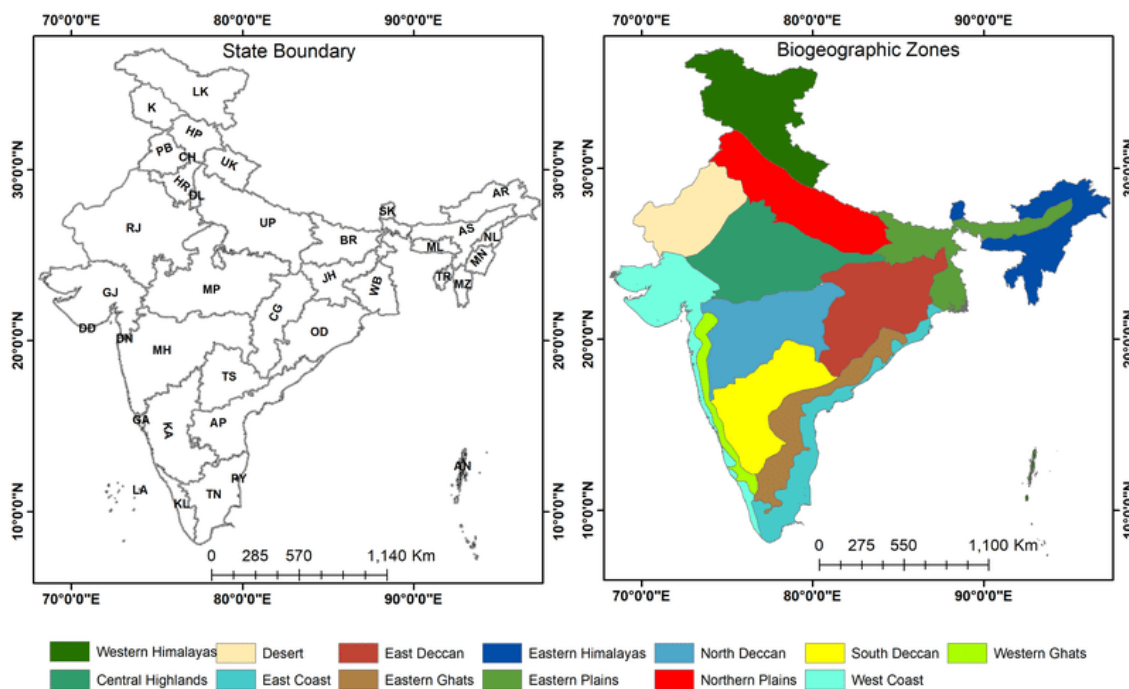 70°0'0"E 80°0'0"E 90°0'0"E
70°0'0"E 80°0'0"E 90°0'0"E
State Boundary
Biogeographic Zones
LK
K
HP
PB
CH
UK
30°0'0"N
30°0'0"N
30°0'0"N
HR
DL
AR
SK
RJ
UP
AS
NL
BR
ML
MN
JH
TR
MZ
GJ
MP
WB
CG
DD
OD
DN
20°0'0"N
20°0'0"N
20°0'0"N
MH
TS
GA
KA
AP
AN
PY
LA
TN
KL
10°0'0"N
10°0'0"N
10°0'0"N
0 285 570 1,140 Km
0 275 550 1,100 Km
70°0'0"E 80°0'0"E 90°0'0"E
70°0'0"E 80°0'0"E 90°0'0"E
Western Himalayas Desert East Deccan Eastern Himalayas North Deccan South Deccan Western Ghats
Central Highlands East Coast Eastern Ghats Eastern Plains Northern Plains West Coast